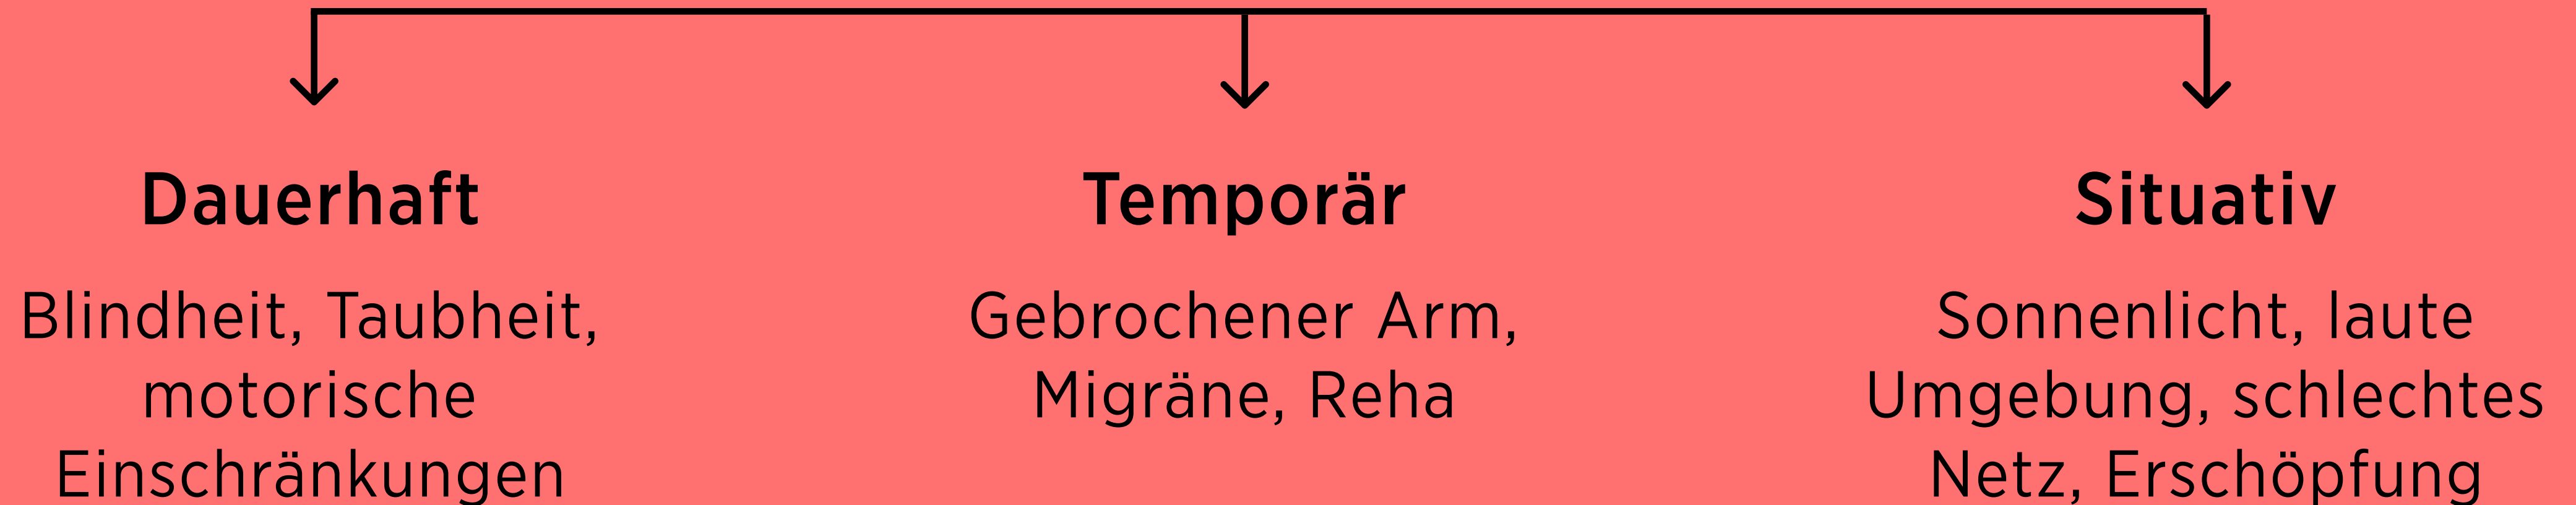 Dauerhaft
Blindheit, Taubheit,
motorische
Einschränkungen
Temporär
Gebrochener Arm,
Migräne, Reha
Situativ
Sonnenlicht, laute
Umgebung, schlechtes
Netz, Erschöpfung